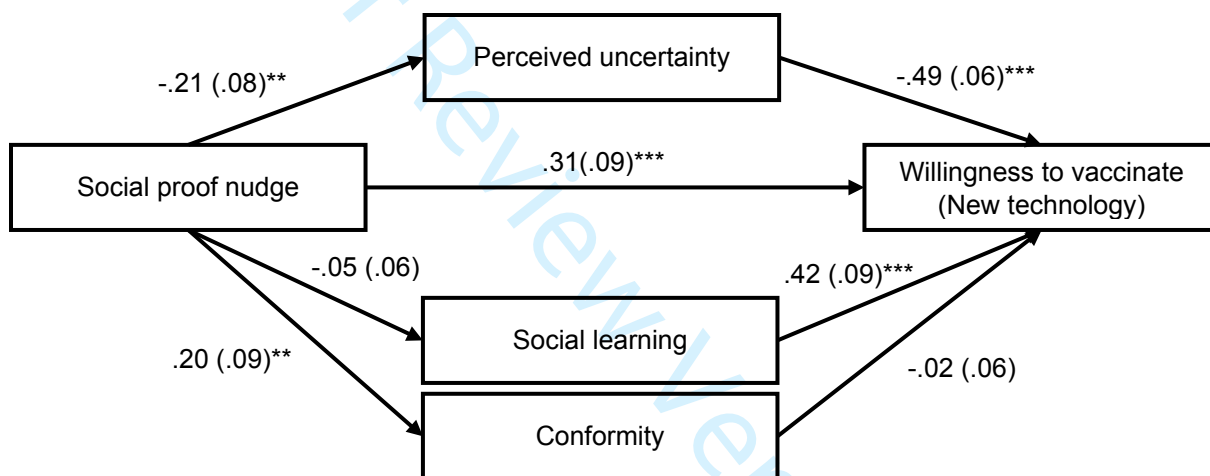 Perceived uncertainty
-.21 (.08)**
-.49 (.06)***
Social proof nudge
.31(.09)***
Willingness to vaccinate
(New technology)
-.05 (.06)
.42 (.09)***
Social learning
.20 (.09)**
-.02 (.06)
Conformity
Review